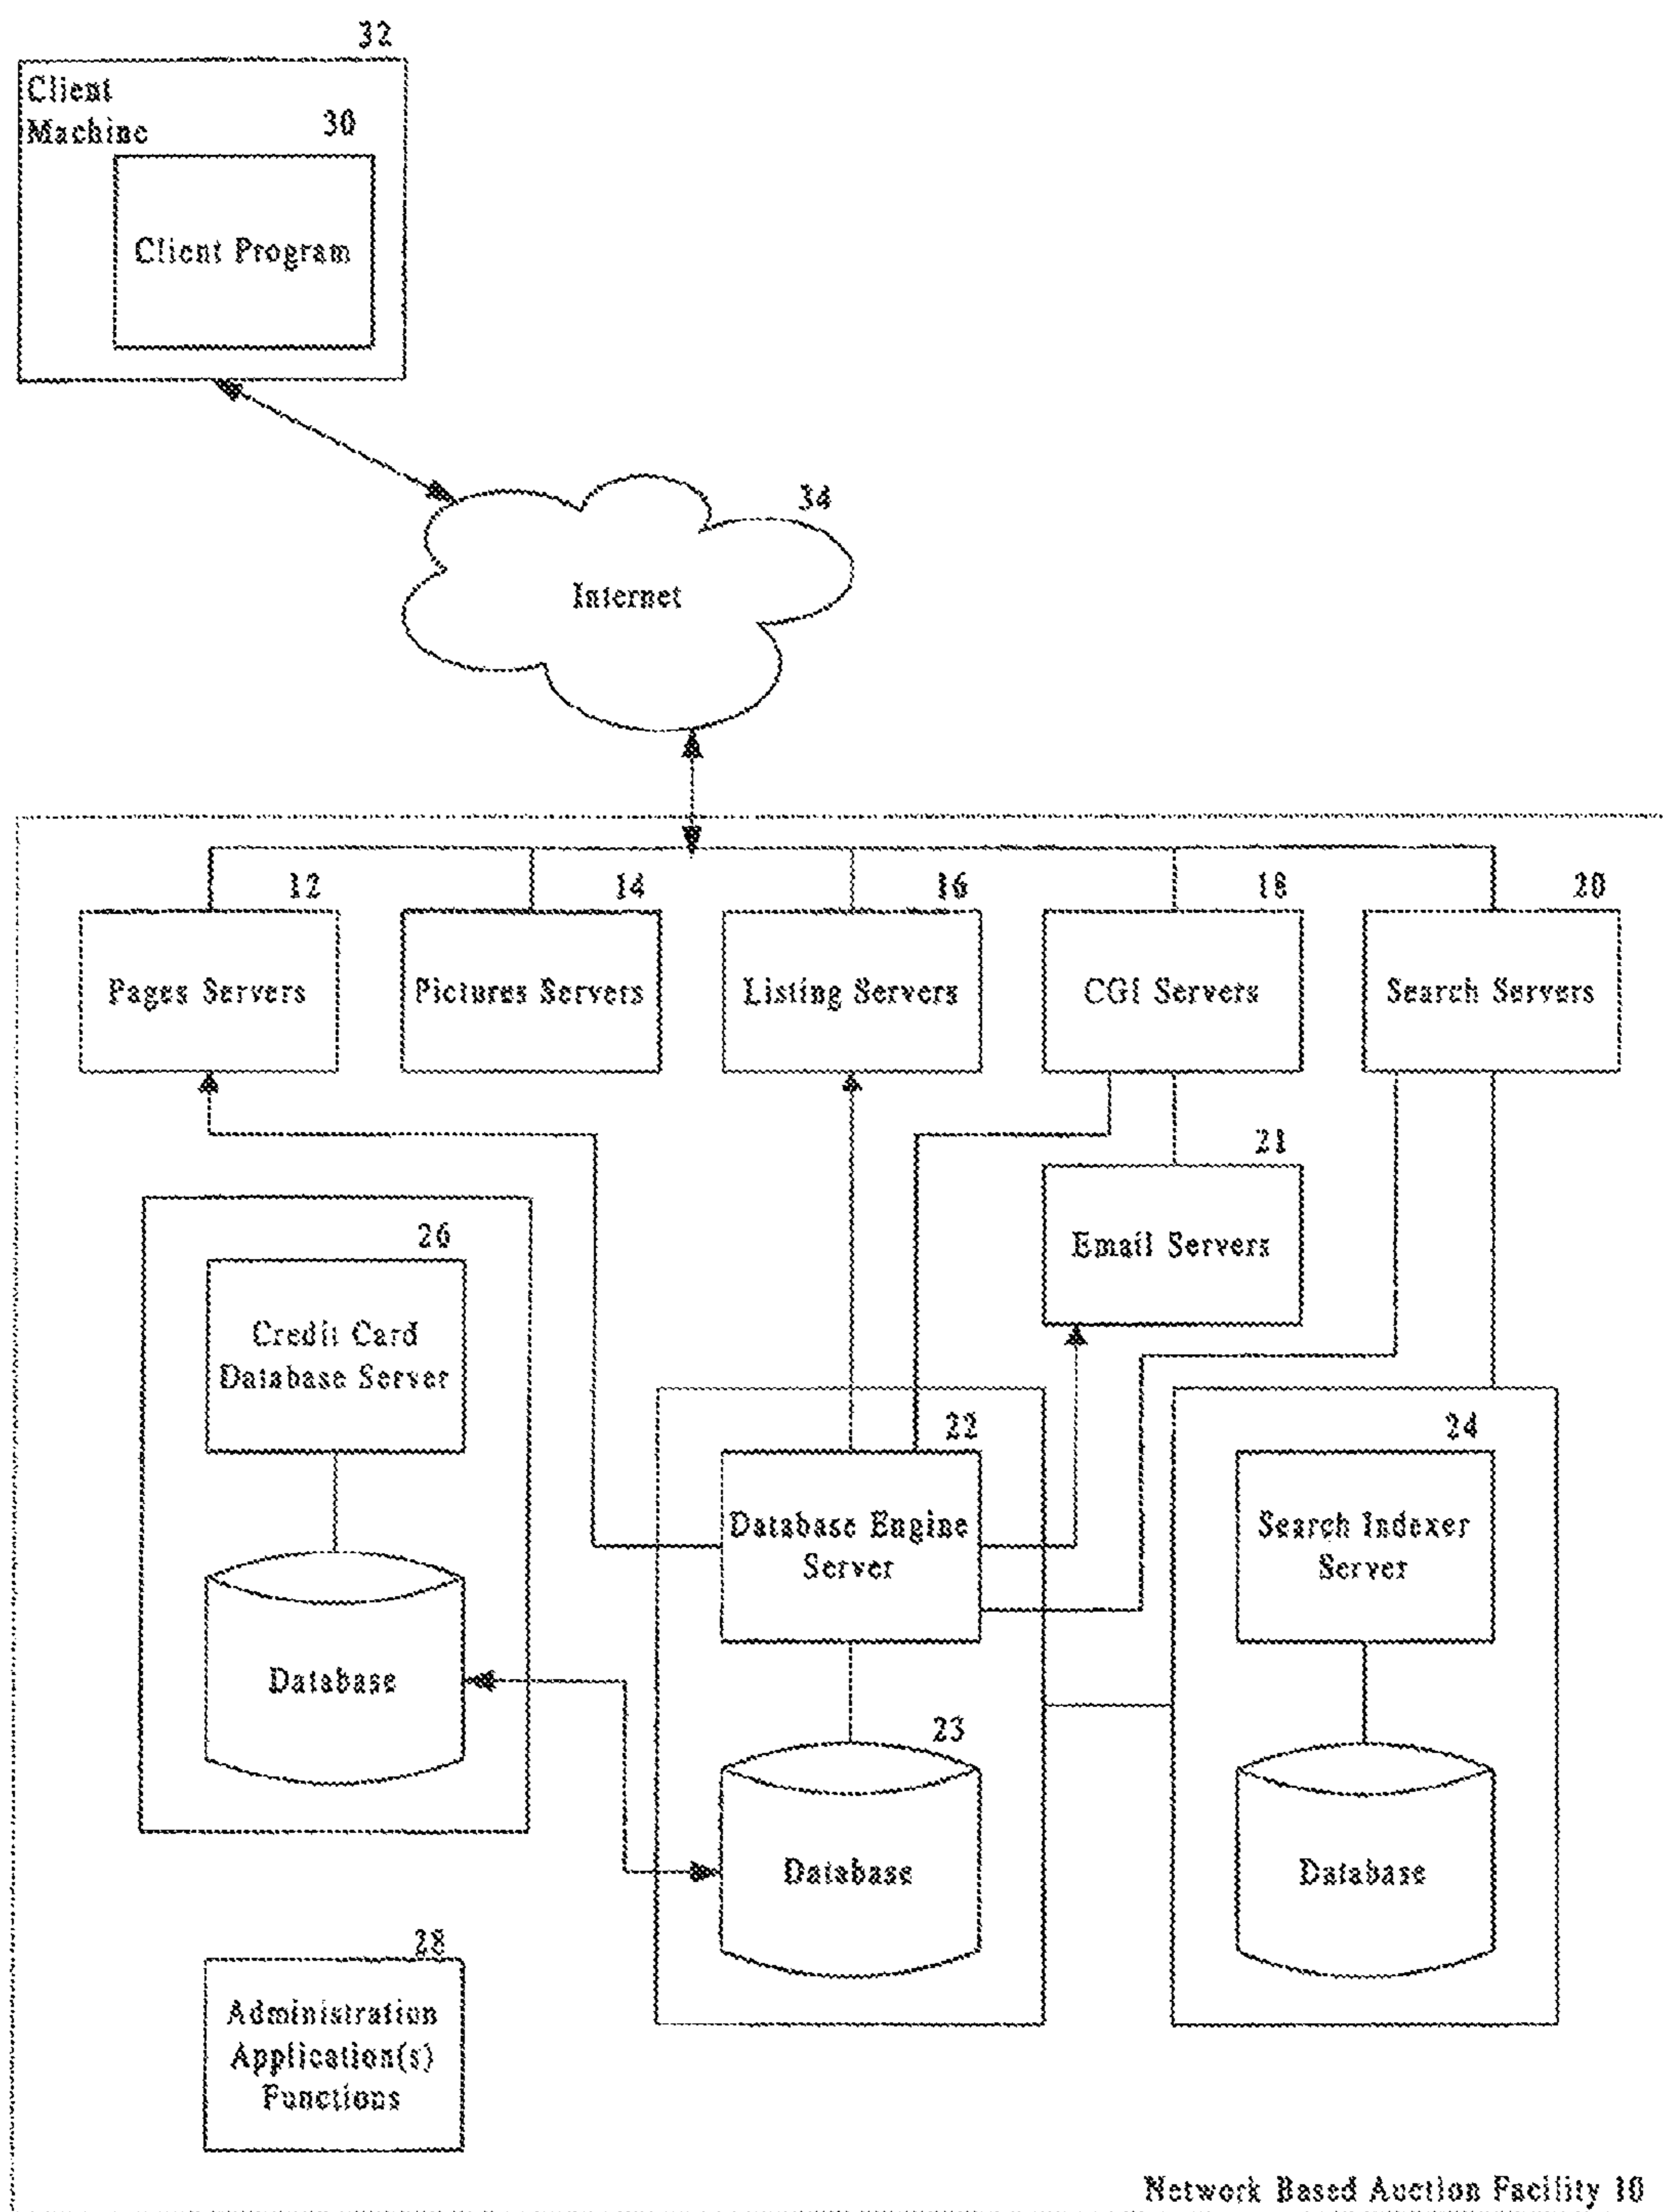 32
Client
Machine
30
Client Program
34
Internet
12
14
16
18
20
Pages Servers
Pictures Servers
Listing Servers
CGI Servers
Search Servers
21
Email Servers
26
Credit Card
Database Server
22
24
Database Engine
Server
Search Indexer
Server
Database
23
Database
Database
28
Administration
Application(s)
Functions
Network Based Auction Facility 10